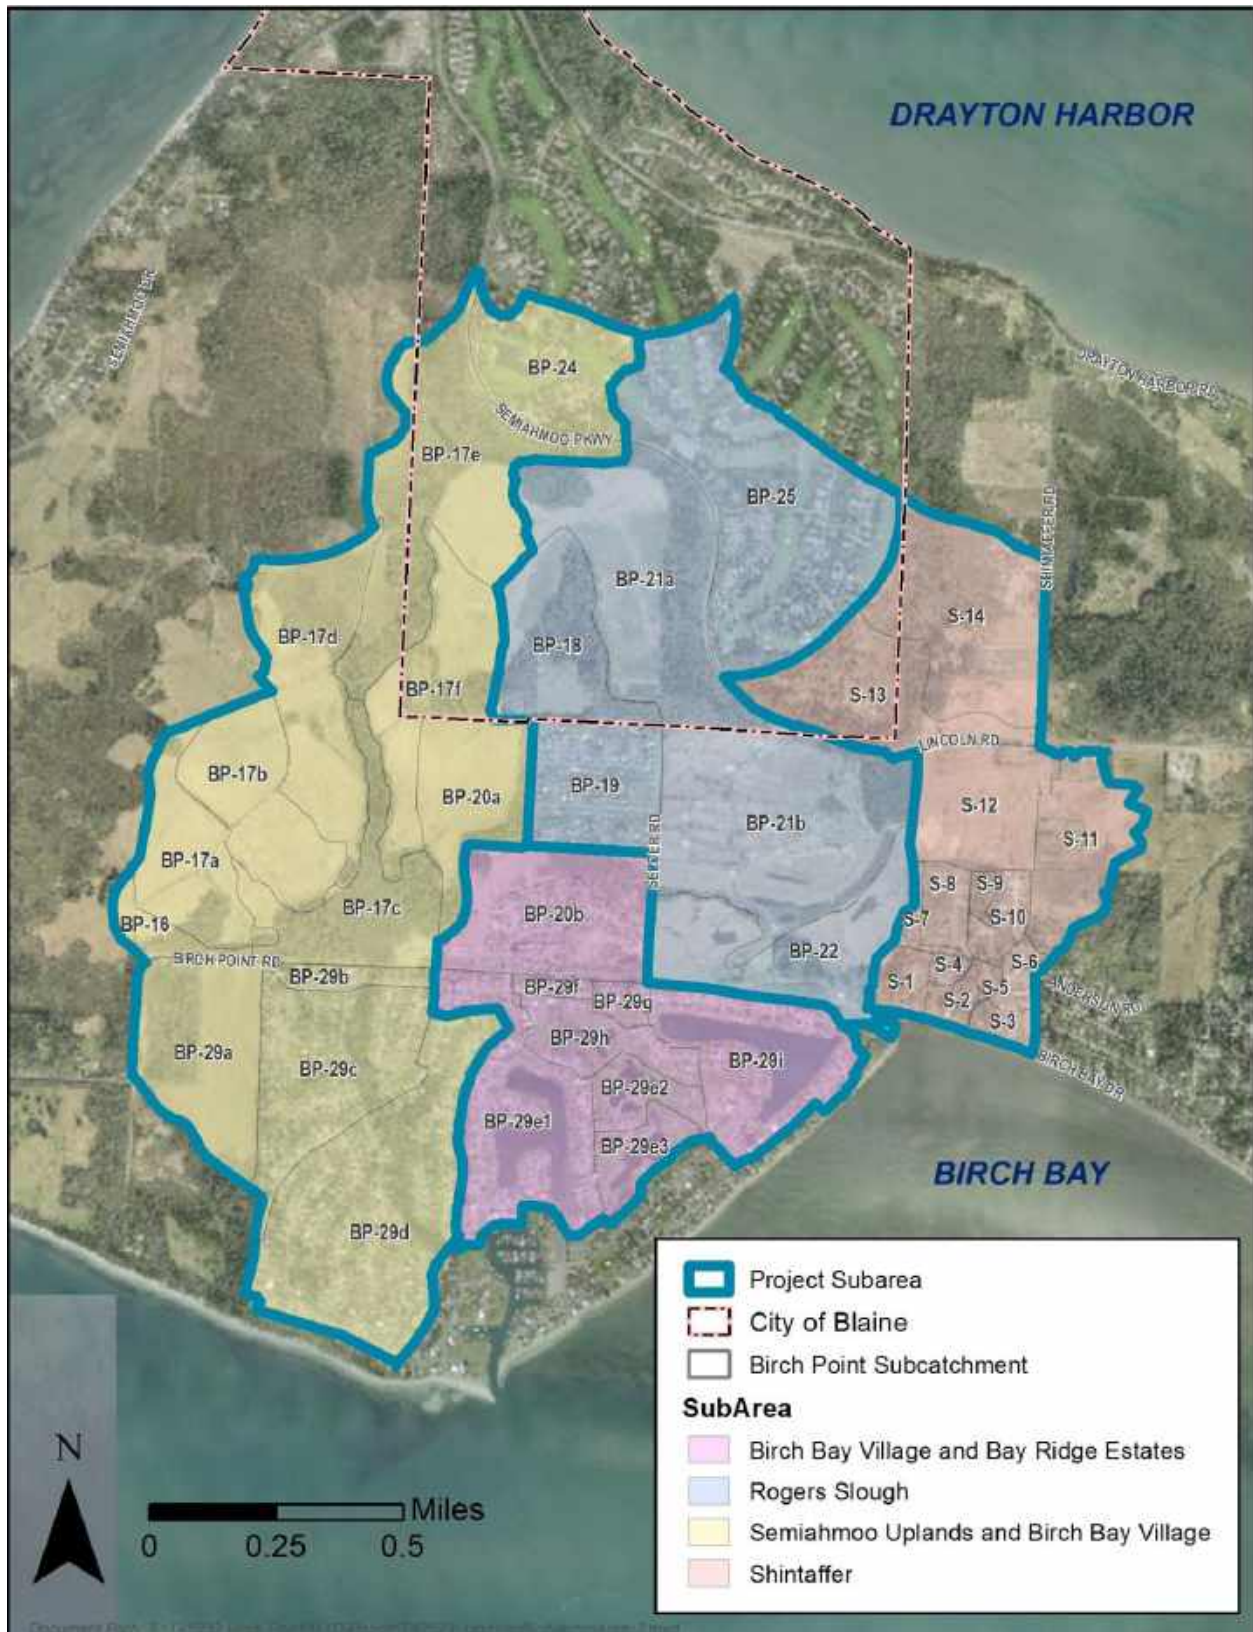 DRAYTON HARBOR
SEMIAHMOO DR
DRAYTON HARBOR RD
BP-24
SEMIAHMOO PKWY
BP-17e
BP-25
SHINTAFFER RD
BP-21a
S-14
BP-17d
BP-18
BP-17f
S-13
LINCOLN RD
BP-17b
BP-19
BP-20a
S-12
BP-21b
S-11
SELDER RD
BP-17a
S-8
S-9
BP-17c
BP-20b
BP-16
S-7
S-10
BP-22
BIRCH POINT RD
BP-29b
S-4
S-6
S-1
BP-29f
S-5
BP-29g
S-2
ANDERSON RD
S-3
BP-29h
BP-29a
BP-29c
BP-29i
BIRCH BAY DR
BP-29e2
BP-29e1
BP-29e3
BIRCH BAY
BP-29d
Project Subarea
City of Blaine
Birch Point Subcatchment
SubArea
Birch Bay Village and Bay Ridge Estates
Rogers Slough
Semiahmoo Uplands and Birch Bay Village
Shintaffer
N
Miles
0 0.25 0.5